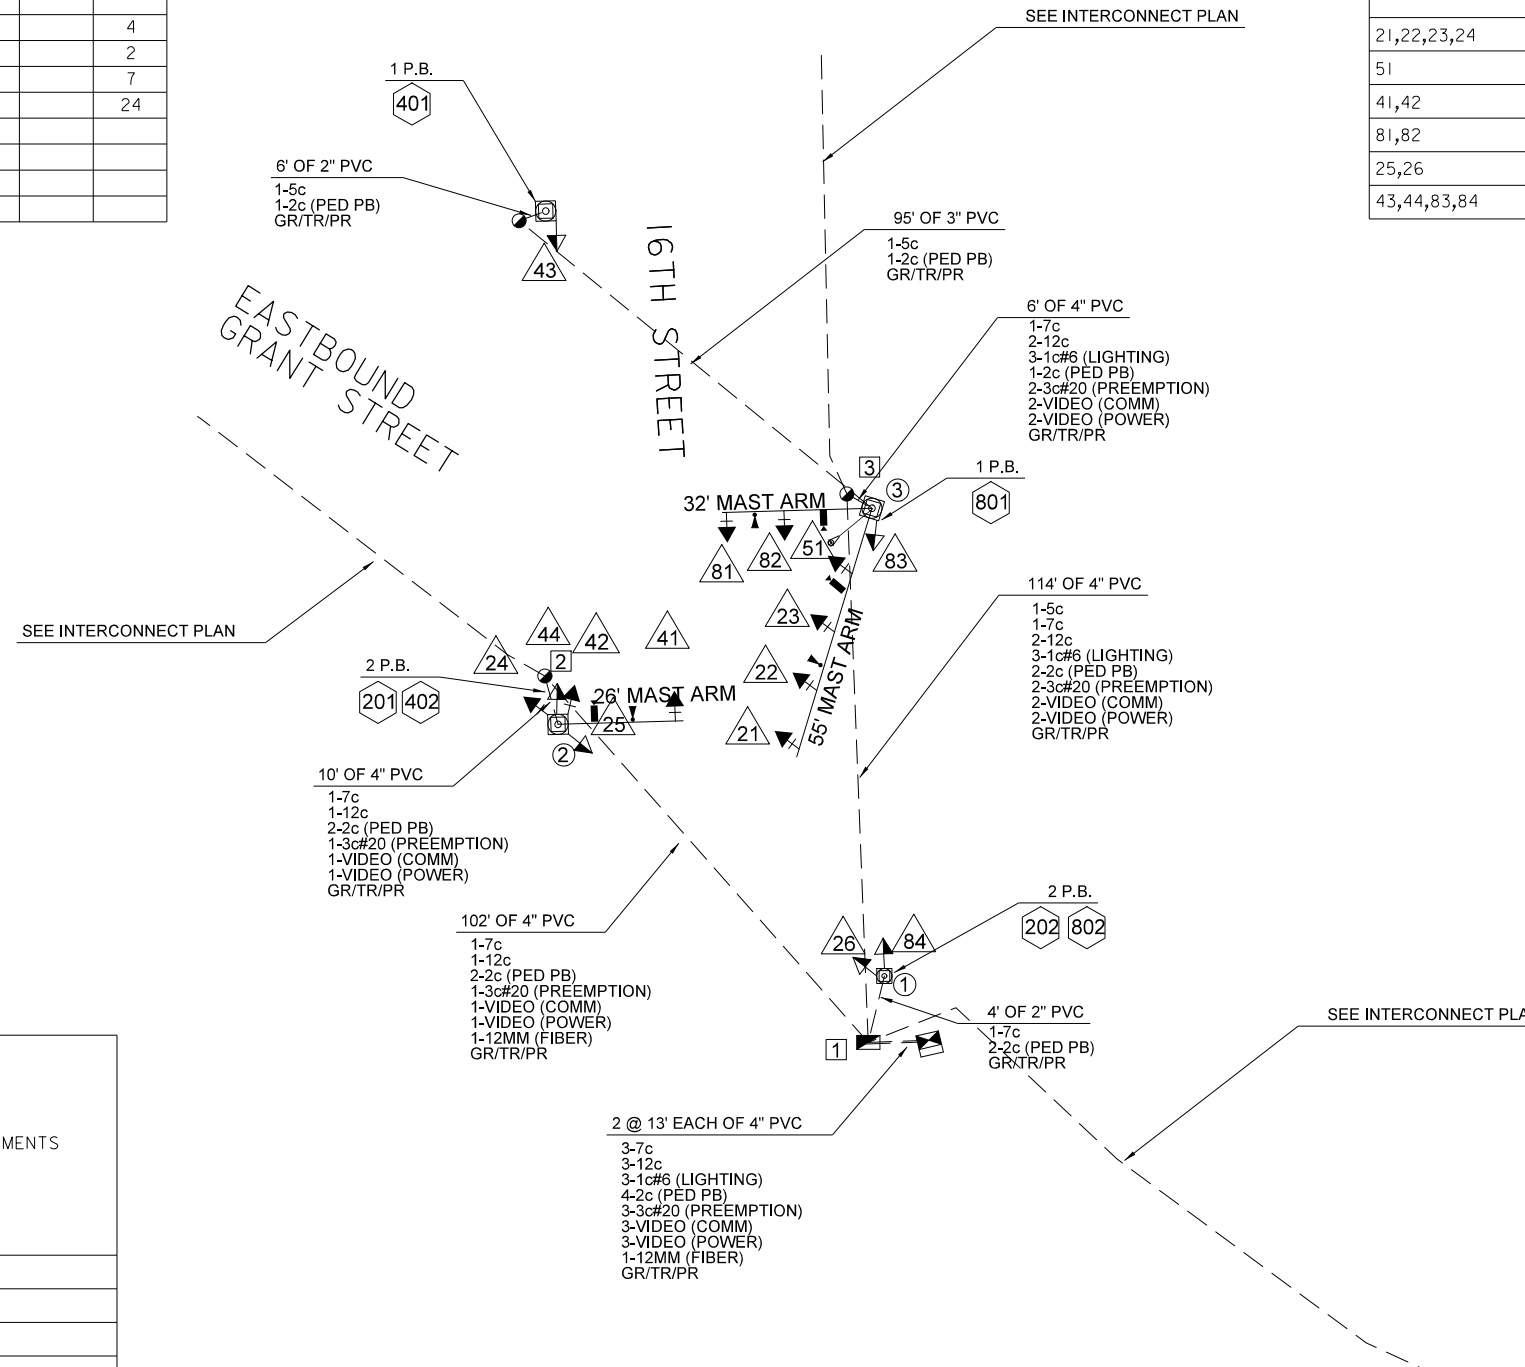 4
2
7
24
SEE INTERCONNECT PLAN
21,22,23,24
51
41,42
81,82
25,26
43,44,83,84
1 P.B.
401
6' OF 2" PVC
1-5c
1-2c (PED PB)
GR/TR/PR
43
16TH STREET
95' OF 3" PVC
1-5c
1-2c (PED PB)
GR/TR/PR
EASTBOUND
GRANT STREET
6' OF 4" PVC
1-7c
2-12c
3-1c#6 (LIGHTING)
1-2c (PED PB)
2-3c#20 (PREEMPTION)
2-VIDEO (COMM)
2-VIDEO (POWER)
GR/TR/PR
3
3
1 P.B.
801
32' MAST ARM
81
82
51
83
23
22
21
55' MAST ARM
114' OF 4" PVC
1-5c
1-7c
2-12c
3-1c#6 (LIGHTING)
2-2c (PED PB)
2-3c#20 (PREEMPTION)
2-VIDEO (COMM)
2-VIDEO (POWER)
GR/TR/PR
SEE INTERCONNECT PLAN
24
44
42
41
2
2 P.B.
201
402
26' MAST ARM
25
2
10' OF 4" PVC
1-7c
1-12c
2-2c (PED PB)
1-3c#20 (PREEMPTION)
1-VIDEO (COMM)
1-VIDEO (POWER)
GR/TR/PR
102' OF 4" PVC
1-7c
1-12c
2-2c (PED PB)
1-3c#20 (PREEMPTION)
1-VIDEO (COMM)
1-VIDEO (POWER)
1-12MM (FIBER)
GR/TR/PR
26
84
2 P.B.
202
802
1
4' OF 2" PVC
1-7c
2-2c (PED PB)
GR/TR/PR
1
SEE INTERCONNECT PLA
2 @ 13' EACH OF 4" PVC
3-7c
3-12c
3-1c#6 (LIGHTING)
4-2c (PED PB)
3-3c#20 (PREEMPTION)
3-VIDEO (COMM)
3-VIDEO (POWER)
1-12MM (FIBER)
GR/TR/PR
MENTS